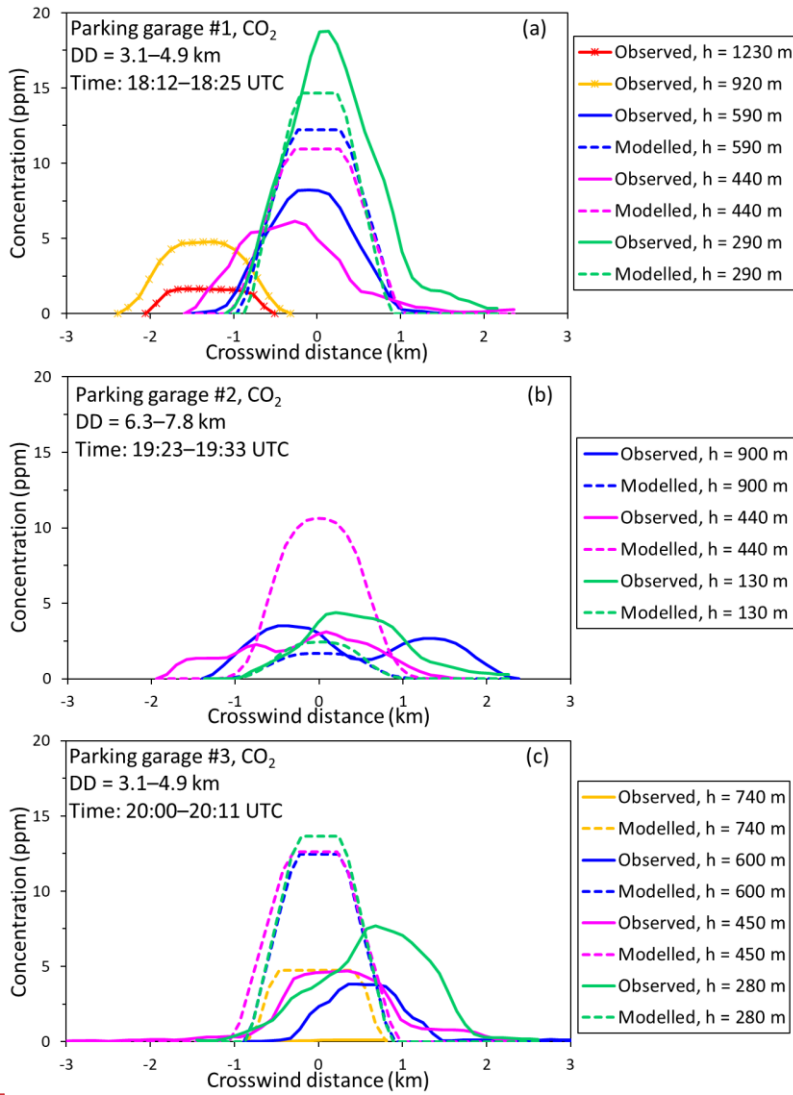 Parking garage #1, CO2
DD = 3.1–4.9 km
Time: 18:12–18:25 UTC
(a)
Concentration (ppm)
20
15
10
5
0
-3 -2 -1 0 1 2 3
Crosswind distance (km)
Observed, h = 1230 m
Observed, h = 920 m
Observed, h = 590 m
Modelled, h = 590 m
Observed, h = 440 m
Modelled, h = 440 m
Observed, h = 290 m
Modelled, h = 290 m
Parking garage #2, CO2
DD = 6.3–7.8 km
Time: 19:23–19:33 UTC
(b)
Concentration (ppm)
20
15
10
5
0
-3 -2 -1 0 1 2 3
Crosswind distance (km)
Observed, h = 900 m
Modelled, h = 900 m
Observed, h = 440 m
Modelled, h = 440 m
Observed, h = 130 m
Modelled, h = 130 m
Parking garage #3, CO2
DD = 3.1–4.9 km
Time: 20:00–20:11 UTC
(c)
Concentration (ppm)
20
15
10
5
0
-3 -2 -1 0 1 2 3
Crosswind distance (km)
Observed, h = 740 m
Modelled, h = 740 m
Observed, h = 600 m
Modelled, h = 600 m
Observed, h = 450 m
Modelled, h = 450 m
Observed, h = 280 m
Modelled, h = 280 m